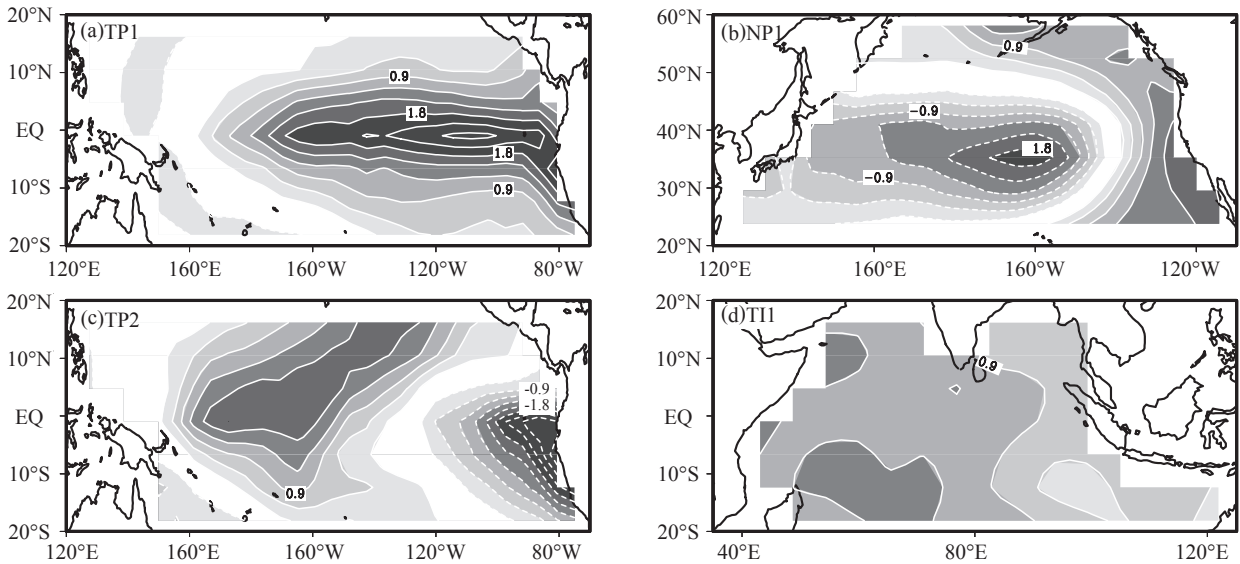 20°N
(a)TP1
10°N
0.9
1.8
EQ
1.8
10°S
0.9
20°S
120°E 160°E 160°W 120°W 80°W
60°N
(b)NP1
0.9
50°N
−0.9
40°N
1.8
30°N
−0.9
20°N
120°E 160°E 160°W 120°W
20°N
(c)TP2
10°N
-0.9
-1.8
EQ
10°S
0.9
20°S
120°E 160°E 160°W 120°W 80°W
20°N
(d)TI1
10°N
0.9
EQ
10°S
20°S
40°E 80°E 120°E